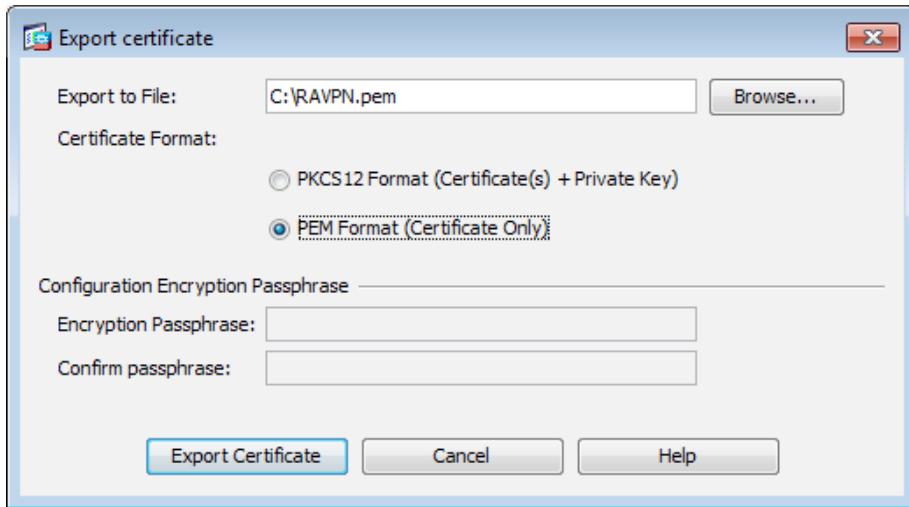 Export certificate
Export to File: C:\RAVPN.pem Browse...
Certificate Format:
PKCS12 Format (Certificate(s) + Private Key)
PEM Format (Certificate Only)
Configuration Encryption Passphrase
Encryption Passphrase:
Confirm passphrase:
Export Certificate Cancel Help